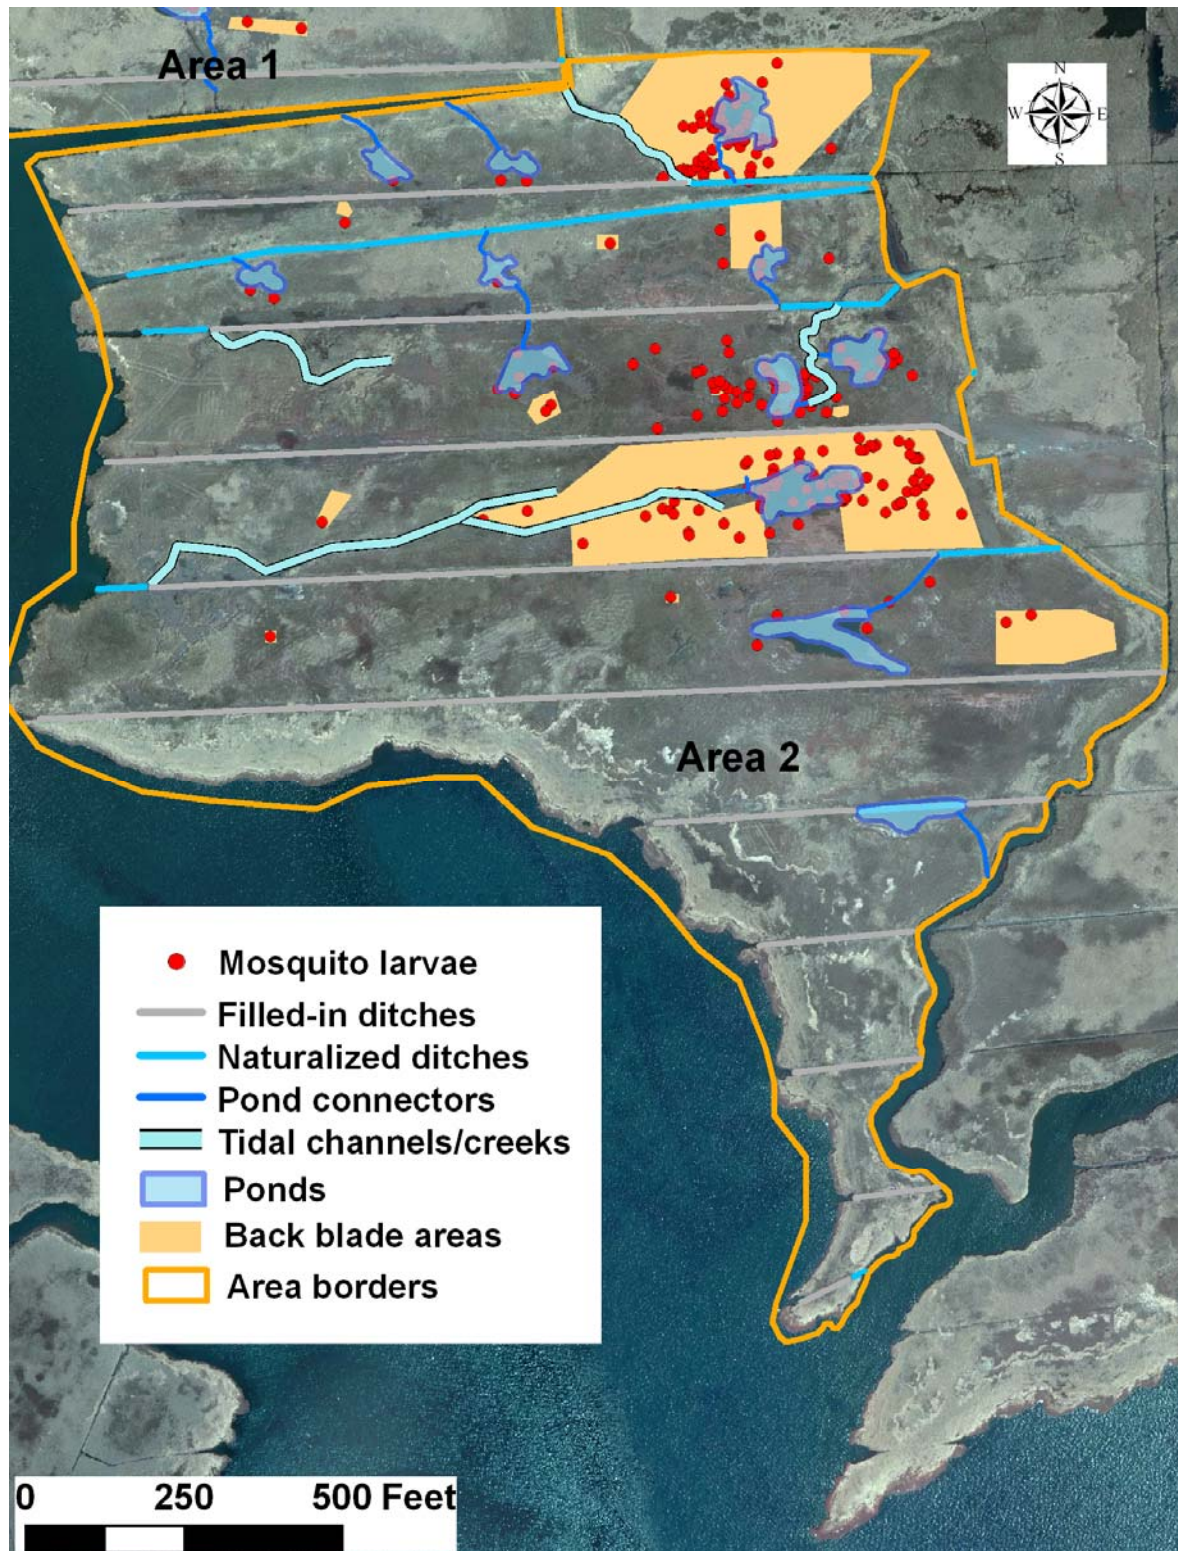 Area 1
N
W E
S
Area 2
Mosquito larvae
Filled-in ditches
Naturalized ditches
Pond connectors
Tidal channels/creeks
Ponds
Back blade areas
Area borders
0 250 500 Feet